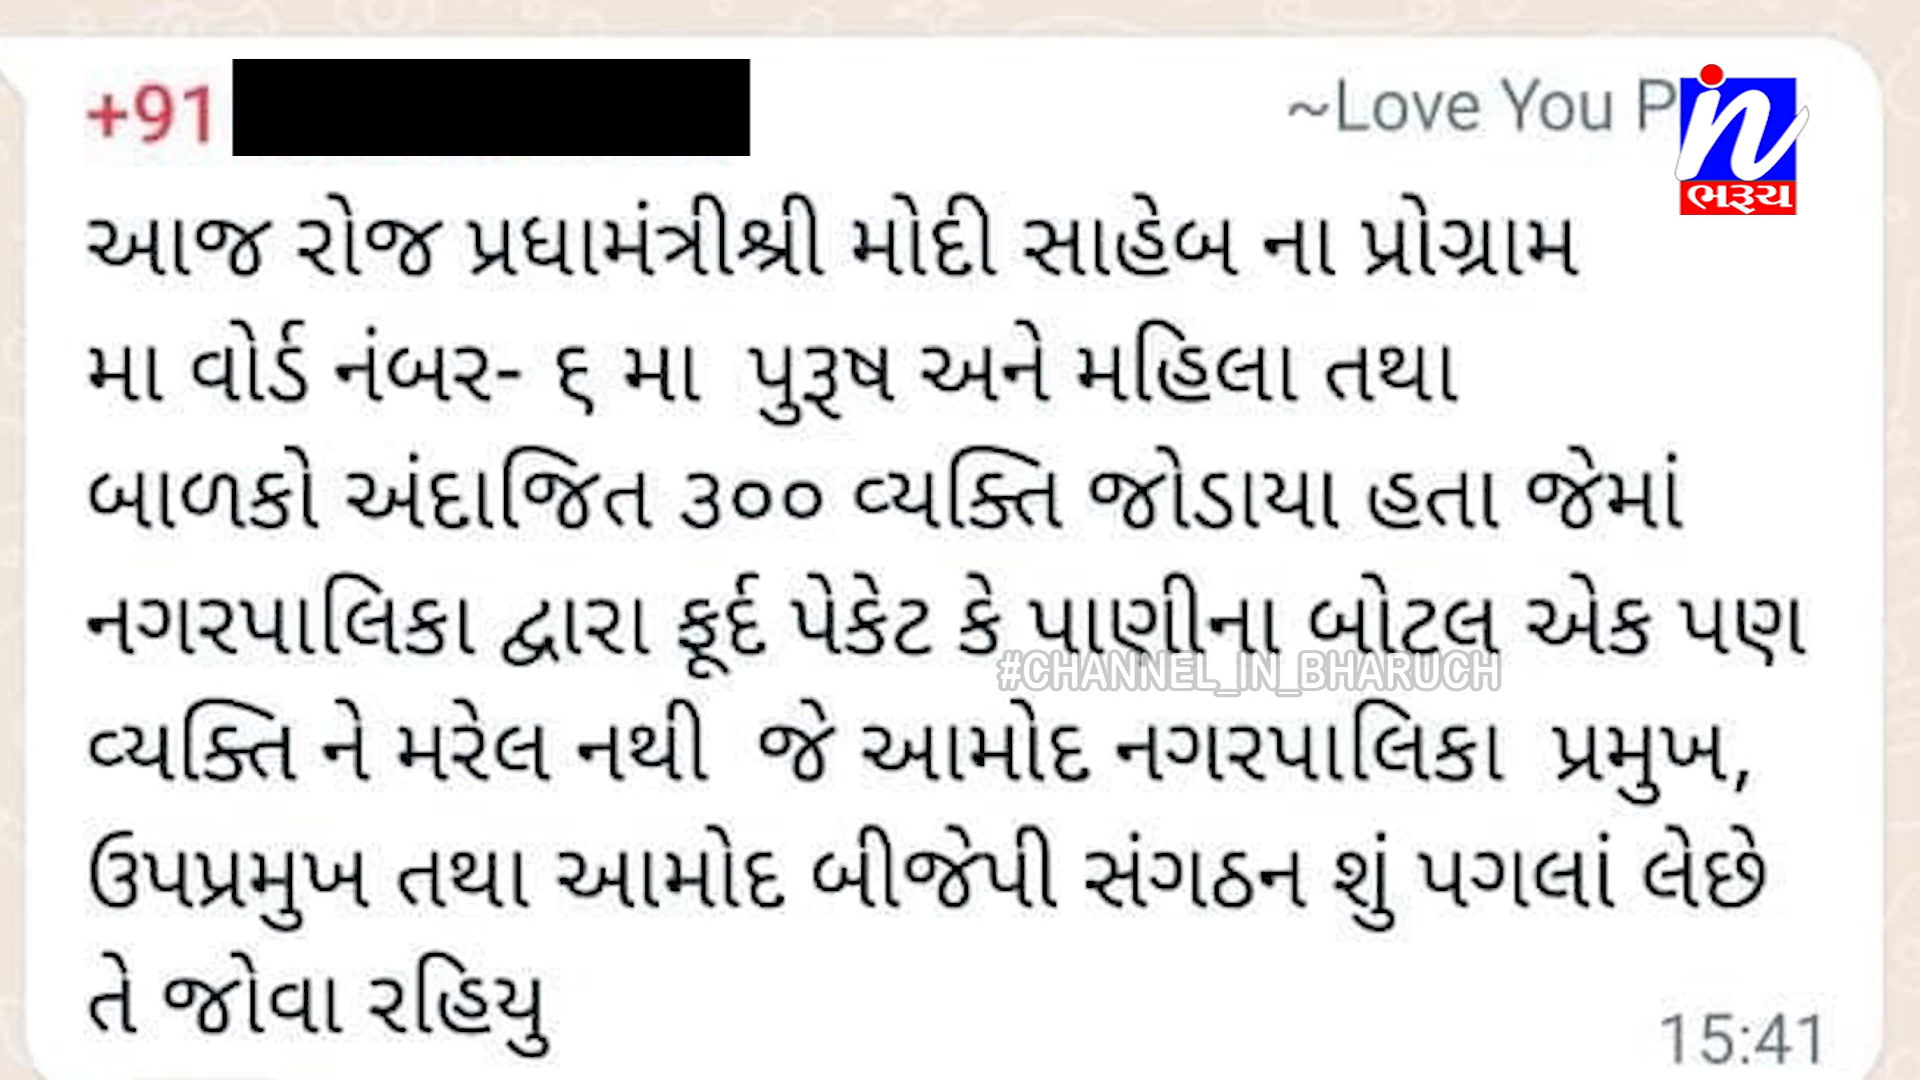 +91
~Love You P
in
ભરૂચ
આજ રોજ પ્રધામંત્રીશ્રી મોદી સાહેબ ના પ્રોગ્રામ
મા વોર્ડ નંબર- ૬ મા પુરૂષ અને મહિલા તથા
બાળકો અંદાજિત ૩૦૦ વ્યક્તિ જોડાયા હતા જેમાં
નગરપાલિકા દ્વારા ફૂર્દ પેકેટ કે પાણીના બોટલ એક પણ
#CHANNEL_IN_BHARUCH
વ્યક્તિ ને મરેલ નથી જે આમોદ નગરપાલિકા પ્રમુખ,
ઉપપ્રમુખ તથા આમોદ બીજેપી સંગઠન શું પગલાં લેછે
તે જોવા રહિયુ
15:41